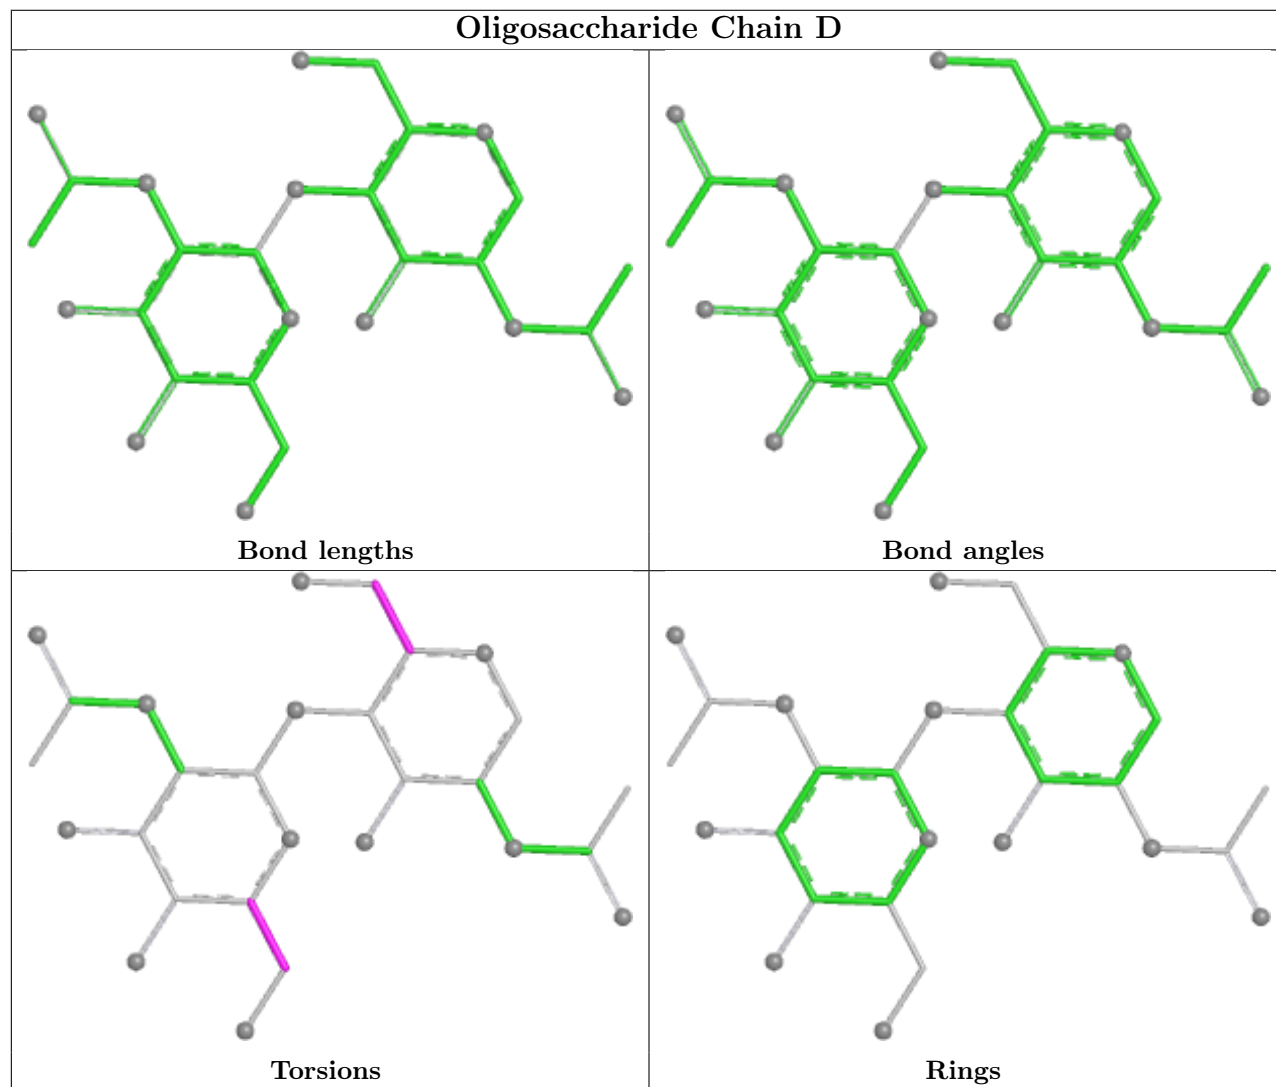 Oligosaccharide Chain D
Bond lengths
Bond angles
Torsions
Rings